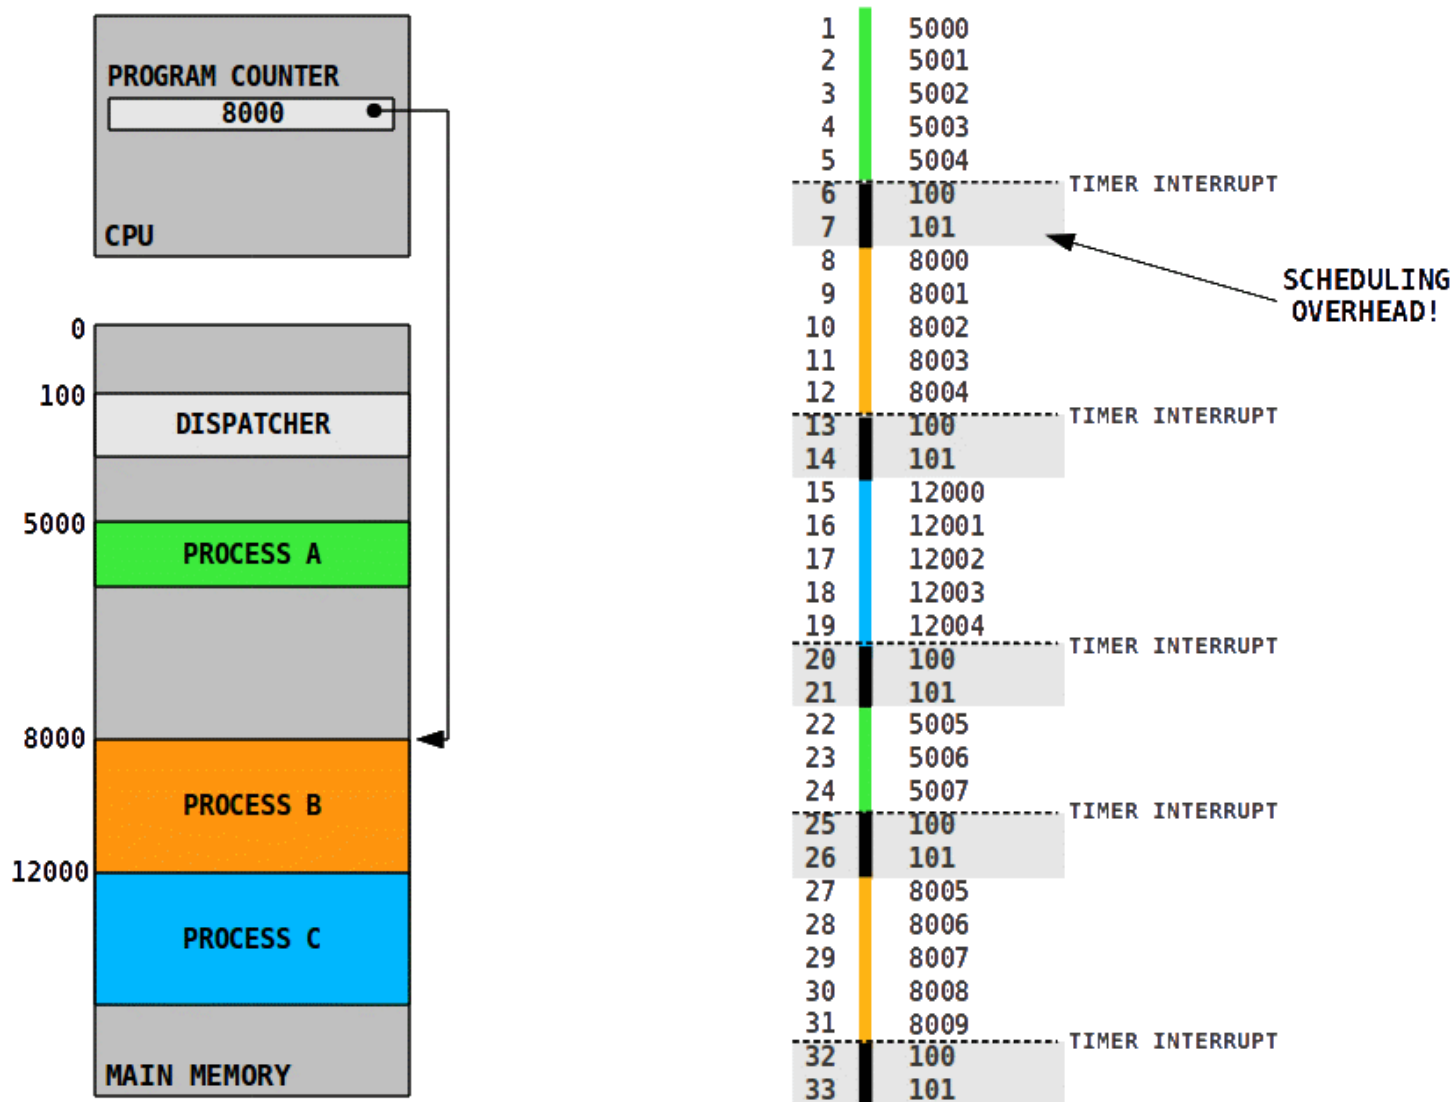 PROGRAM COUNTER
8000
CPU
0
100
DISPATCHER
5000
PROCESS A
8000
PROCESS B
12000
PROCESS C
MAIN MEMORY
1 5000
2 5001
3 5002
4 5003
5 5004
TIMER INTERRUPT
6 100
7 101
8 8000
SCHEDULING
OVERHEAD!
9 8001
10 8002
11 8003
12 8004
TIMER INTERRUPT
13 100
14 101
15 12000
16 12001
17 12002
18 12003
19 12004
TIMER INTERRUPT
20 100
21 101
22 5005
23 5006
24 5007
TIMER INTERRUPT
25 100
26 101
27 8005
28 8006
29 8007
30 8008
31 8009
TIMER INTERRUPT
32 100
33 101